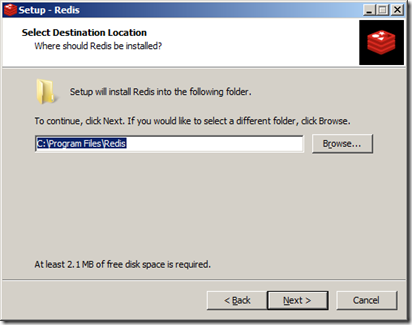 Setup - Redis
Select Destination Location
Where should Redis be installed?
Setup will install Redis into the following folder.
To continue, click Next. If you would like to select a different folder, click Browse.
C:\Program Files\Redis
Browse...
At least 2.1 MB of free disk space is required.
< Back
Next >
Cancel